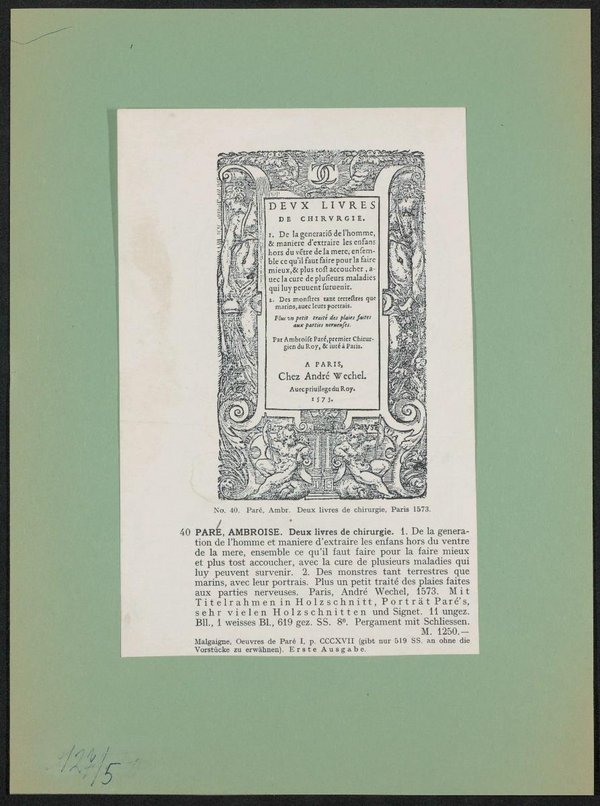 DEVX LIVRES
DE CHIRVRGIE.
1. De la generatiõ de l'homme,
& maniere d'extraire les enfans
hors du vẽtre de la mere, ensem-
ble ce qu'il faut faire pour la faire
mieux, & plus tost accoucher, a-
uec la cure de plusieurs maladies
qui luy peuuent suruenir.
2. Des monstres tant terrestres que
marins, auec leurs portraits.
Plus vn petit traité des plaies faites
aux parties nerueuses.
Par Ambroise Paré, premier Chirur-
gien du Roy, & iuré à Paris.
A PARIS,
Chez André Wechel.
Auec priuilege du Roy.
1573.
No. 40. Paré, Ambr. Deux livres de chirurgie, Paris 1573.
40 PARÉ, AMBROISE. Deux livres de chirurgie. 1. De la genera-
tion de l'homme et maniere d'extraire les enfans hors du ventre
de la mere, ensemble ce qu'il faut faire pour la faire mieux
et plus tost accoucher, avec la cure de plusieurs maladies qui
luy peuvent survenir. 2. Des monstres tant terrestres que
marins, avec leur portrais. Plus un petit traité des plaies faites
aux parties nerveuses. Paris, André Wechel, 1573. Mit
Titelrahmen in Holzschnitt, Porträt Paré's,
sehr vielen Holzschnitten und Signet. 11 ungez.
Bll., 1 weisses Bl., 619 gez. SS. 8º. Pergament mit Schliessen.
M. 1250.—
Malgaigne, Oeuvres de Paré I, p. CCCXVII (gibt nur 519 SS. an ohne die
Vorstücke zu erwähnen). Erste Ausgabe.
127/5